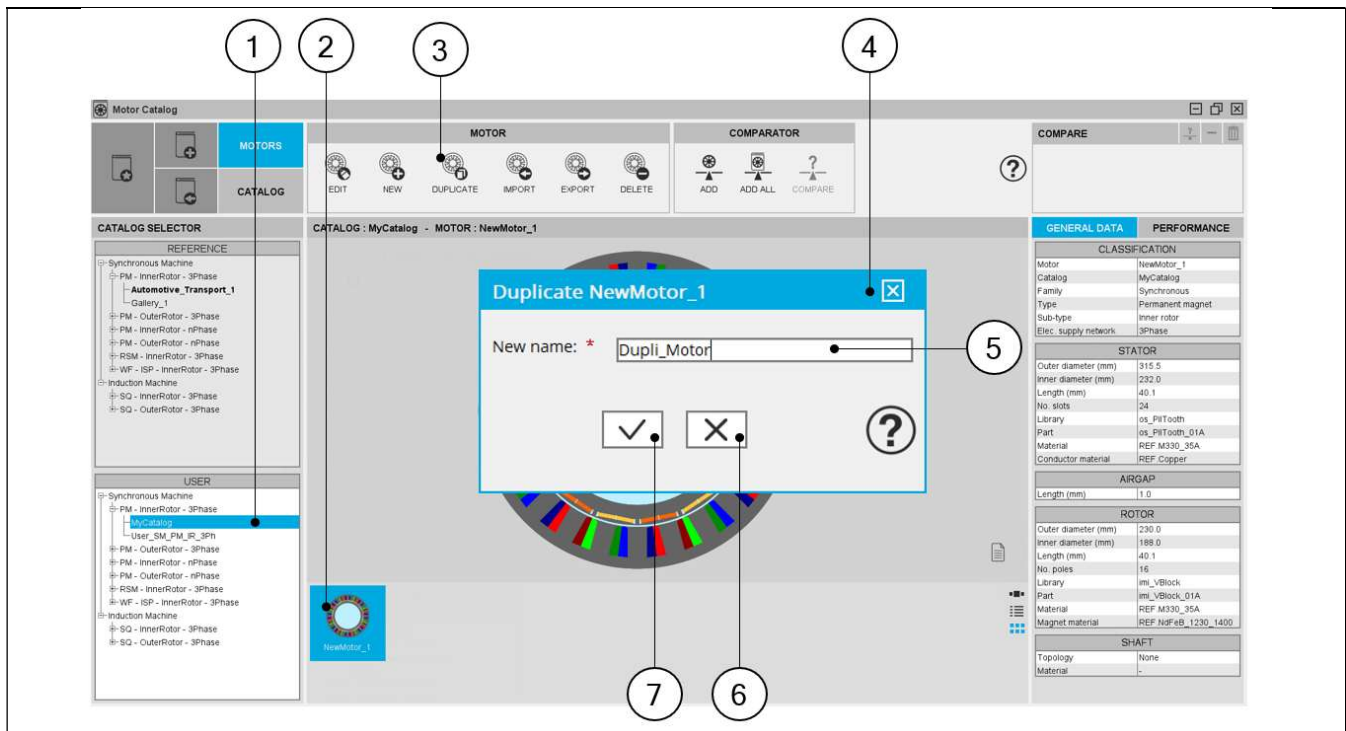 1
2
3
4
Motor Catalog
MOTORS
CATALOG
MOTOR
EDIT
NEW
DUPLICATE
IMPORT
EXPORT
DELETE
COMPARATOR
ADD
ADD ALL
COMPARE
?
COMPARE
CATALOG SELECTOR
REFERENCE
Synchronous Machine
PM - InnerRotor - 3Phase
Automotive_Transport_1
Gallery_1
PM - OuterRotor - 3Phase
PM - InnerRotor - nPhase
PM - OuterRotor - nPhase
RSM - InnerRotor - 3Phase
WF - ISP - InnerRotor - 3Phase
Induction Machine
SQ - InnerRotor - 3Phase
SQ - OuterRotor - 3Phase
USER
Synchronous Machine
PM - InnerRotor - 3Phase
MyCatalog
User_SM_PM_IR_3Ph
PM - OuterRotor - 3Phase
PM - InnerRotor - nPhase
PM - OuterRotor - nPhase
RSM - InnerRotor - 3Phase
WF - ISP - InnerRotor - 3Phase
Induction Machine
SQ - InnerRotor - 3Phase
SQ - OuterRotor - 3Phase
CATALOG : MyCatalog - MOTOR : NewMotor_1
Duplicate NewMotor_1
New name: * Dupli_Motor
5
?
NewMotor_1
7
6
GENERAL DATA
PERFORMANCE
CLASSIFICATION
Motor NewMotor_1
Catalog MyCatalog
Family Synchronous
Type Permanent magnet
Sub-type Inner rotor
Elec. supply network 3Phase
STATOR
Outer diameter (mm) 315.5
Inner diameter (mm) 232.0
Length (mm) 40.1
No. slots 24
Library os_PllTooth
Part os_PllTooth_01A
Material REF.M330_35A
Conductor material REF.Copper
AIRGAP
Length (mm) 1.0
ROTOR
Outer diameter (mm) 230.0
Inner diameter (mm) 188.0
Length (mm) 40.1
No. poles 16
Library imi_VBlock
Part imi_VBlock_01A
Material REF.M330_35A
Magnet material REF.NdFeB_1230_1400
SHAFT
Topology None
Material -